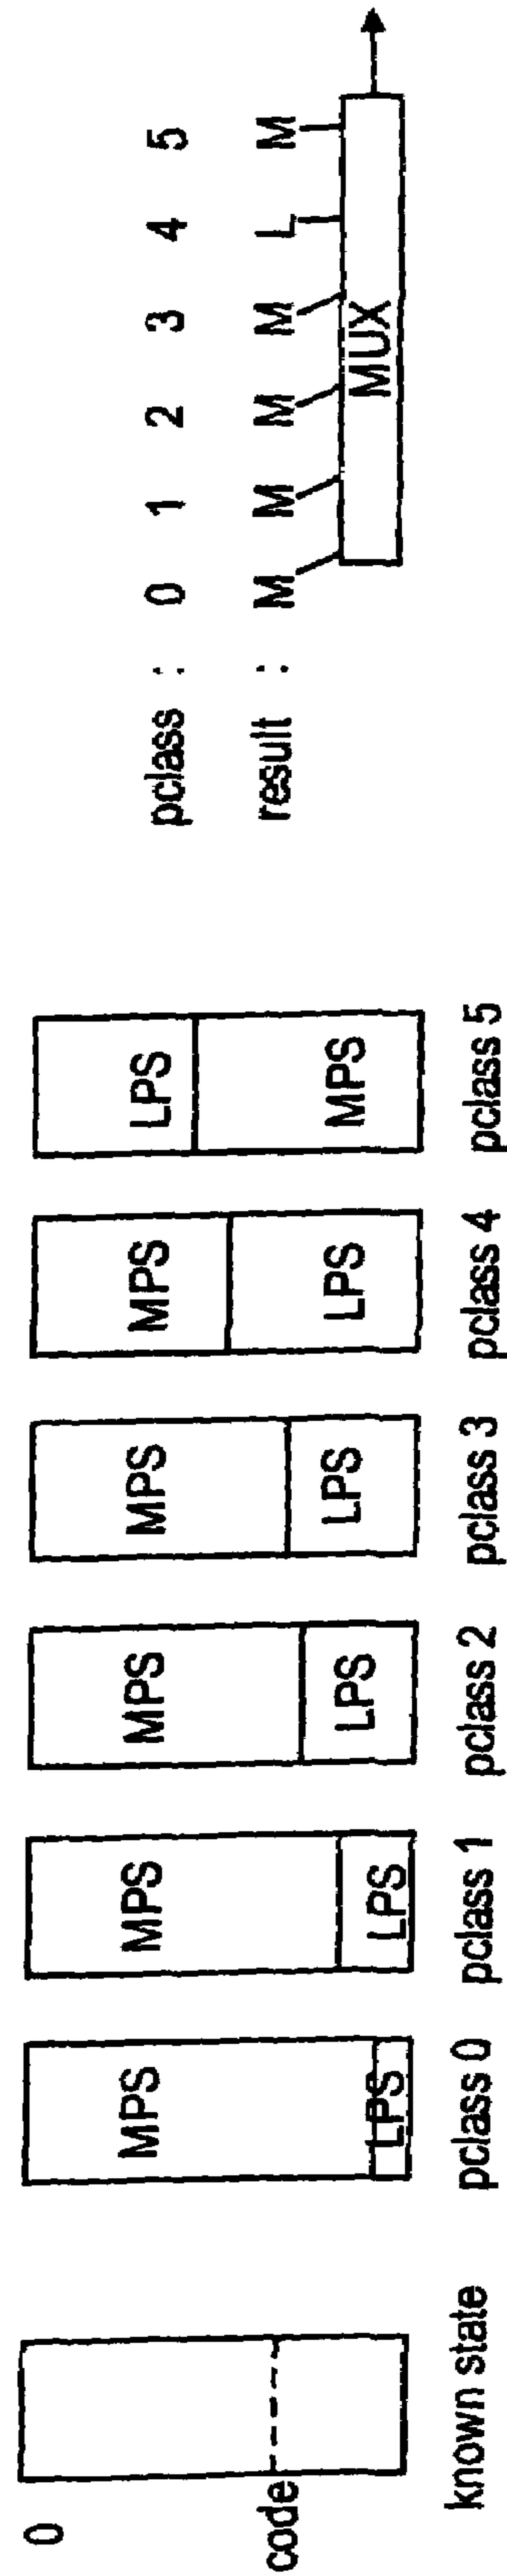 0
code
known state
MPS
LPS
pclass 0
MPS
LPS
pclass 1
MPS
LPS
pclass 2
MPS
LPS
pclass 3
MPS
LPS
pclass 4
LPS
MPS
pclass 5
pclass : 0 1 2 3 4 5
result : M M M M L M
MUX